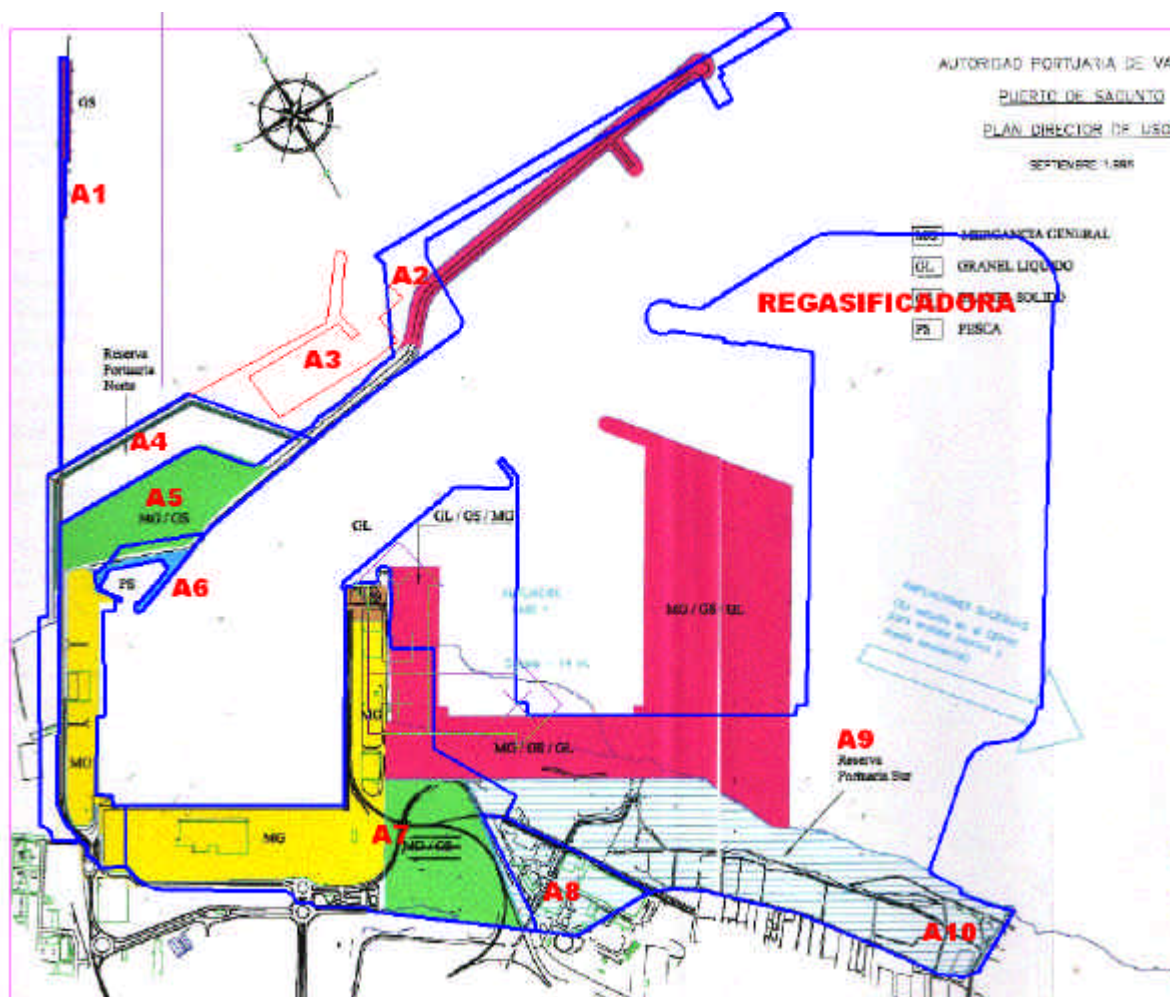 AUTORIDAD PORTUARIA DE VA
PUERTO DE SAGUNTO
PLAN DIRECTOR DE USO
GS
A1
MERCANCIA GENERAL
GL GRANEL LIQUIDO
SOLIDO
PS PESCA
REGASIFICADORA
A2
A3
Reserva
Portuaria
Norte
A4
A5
MG / GS
GL
GL / GS / MG
A6
PS
MG / GS / GL
MG
MG
MG / GS / GL
A9
Reserva
Portuaria Sur
MG
A7
MG / GS
A8
A10